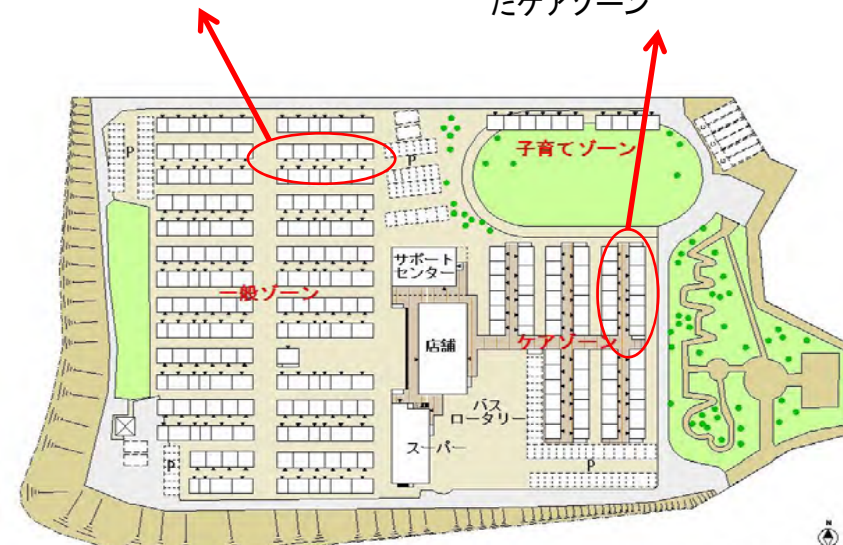 たケアゾーン
子育てゾーン
P
P
サポート
センター
一般ゾーン
店舗
ケアゾーン
バス
ロータリー
スーパー
P
P
N